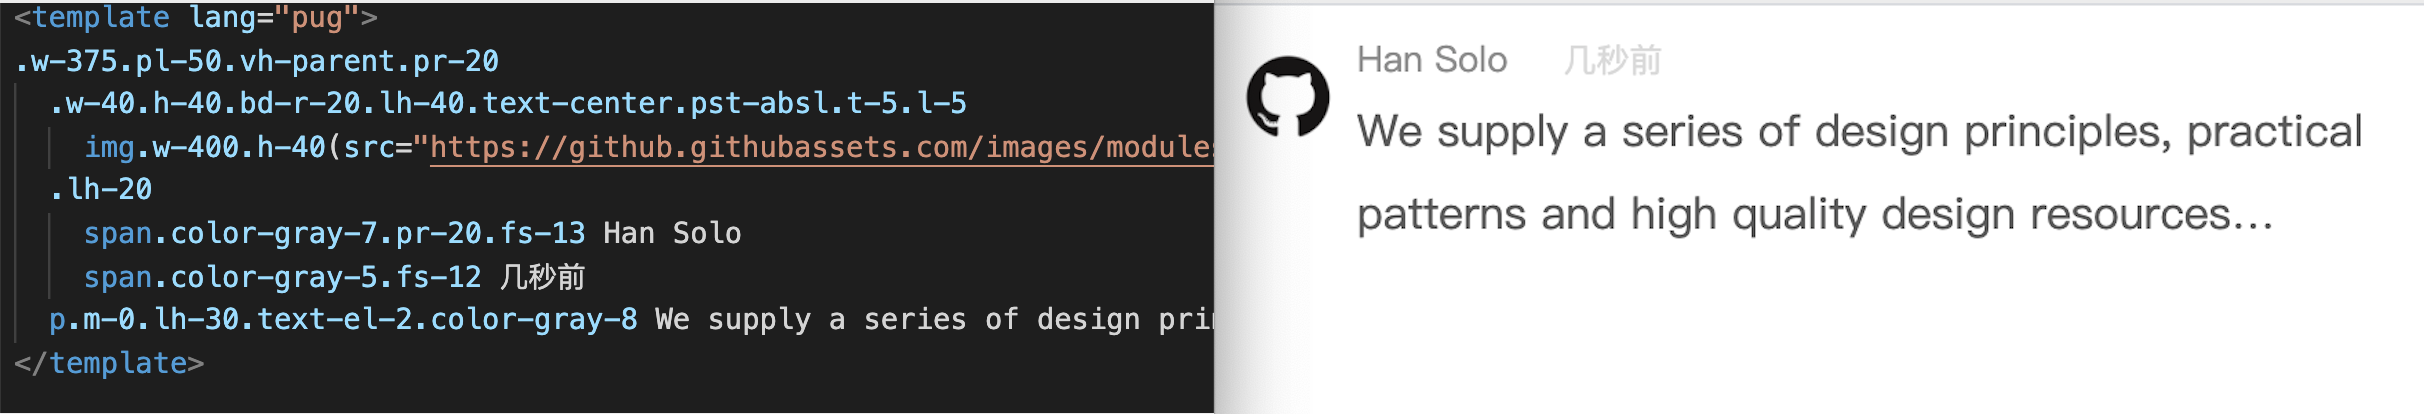 <template lang="pug">
.w-375.pl-50.vh-parent.pr-20
.w-40.h-40.bd-r-20.lh-40.text-center.pst-absl.t-5.l-5
img.w-400.h-40(src="https://github.githubassets.com/images/modules
.lh-20
span.color-gray-7.pr-20.fs-13 Han Solo
span.color-gray-5.fs-12 几秒前
p.m-0.lh-30.text-el-2.color-gray-8 We supply a series of design prin
</template>
Han Solo 几秒前
We supply a series of design principles, practical
patterns and high quality design resources...